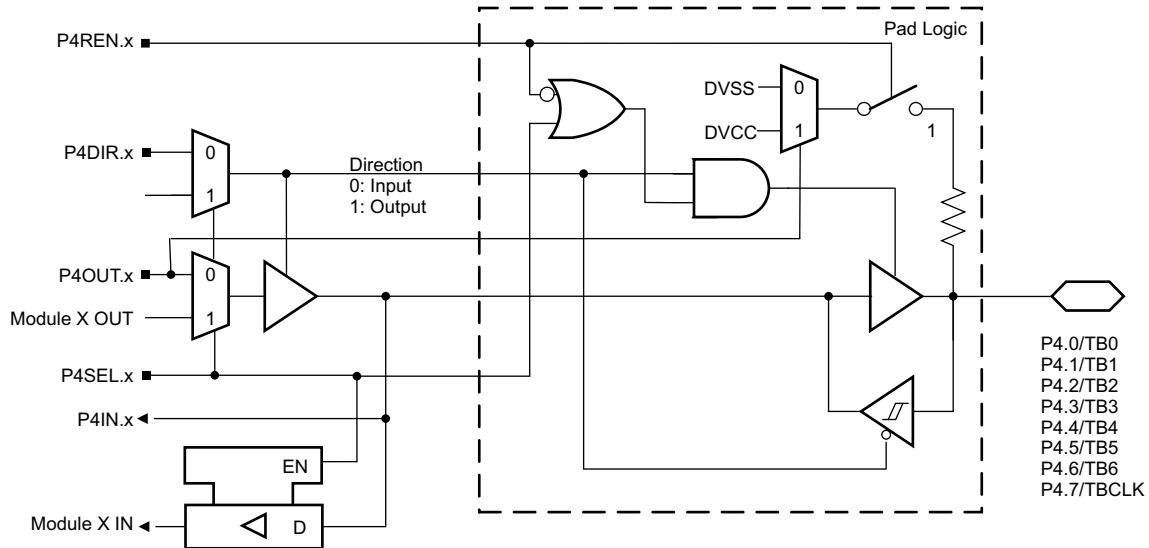 Pad Logic
P4REN.x
DVSS
0
DVCC
1
1
P4DIR.x
0
1
Direction
0: Input
1: Output
P4OUT.x
0
Module X OUT
1
P4SEL.x
P4IN.x
EN
Module X IN
D
P4.0/TB0
P4.1/TB1
P4.2/TB2
P4.3/TB3
P4.4/TB4
P4.5/TB5
P4.6/TB6
P4.7/TBCLK